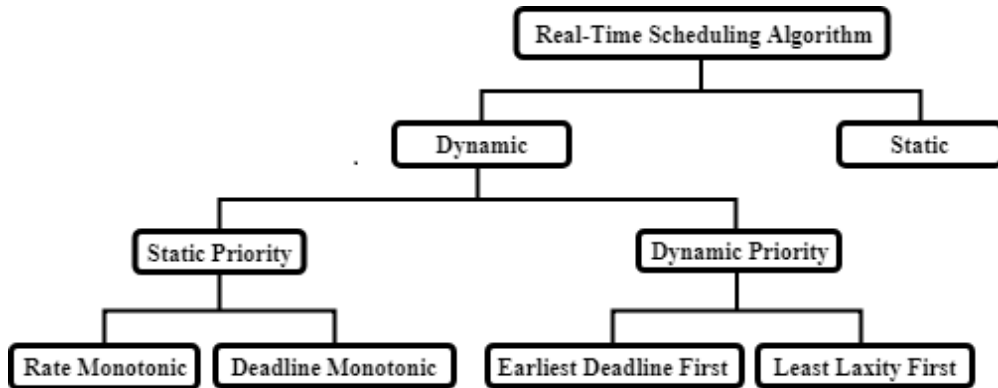 Real-Time Scheduling Algorithm
Dynamic
Static
Static Priority
Dynamic Priority
Rate Monotonic
Deadline Monotonic
Earliest Deadline First
Least Laxity First